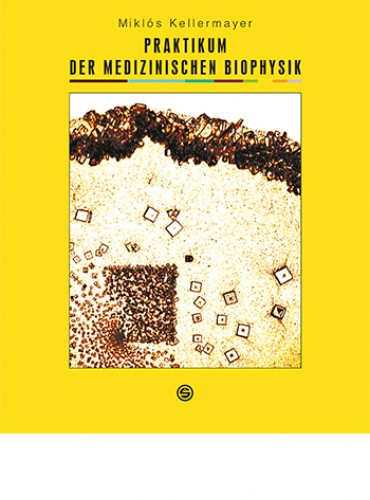 Miklós Kellermayer
PRAKTIKUM
DER MEDIZINISCHEN BIOPHYSIK